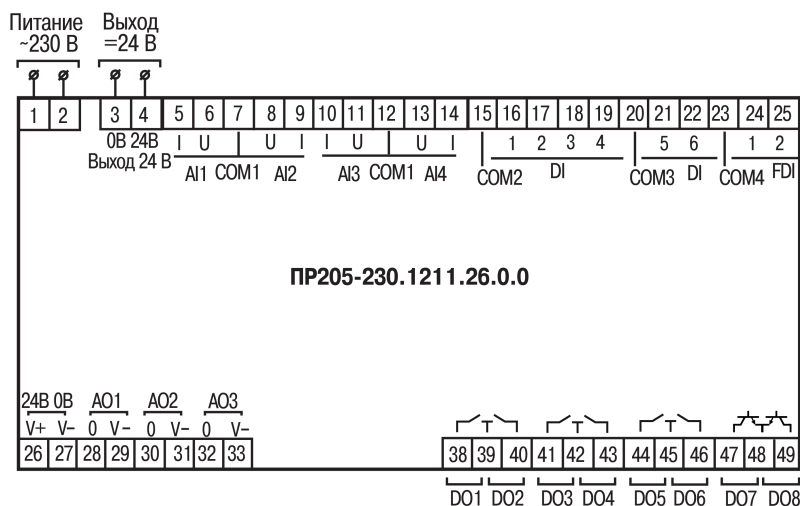 Питание Выход
~230 В =24 В
1 2 3 4 5 6 7 8 9 10 11 12 13 14 15 16 17 18 19 20 21 22 23 24 25
0В 24В I U U I I U U I 1 2 3 4 5 6 1 2
Выход 24 В AI1 COM1 AI2 AI3 COM1 AI4 COM2 DI COM3 DI COM4 FDI
ПР205-230.1211.26.0.0
24В 0В AO1 AO2 AO3
V+ V– 0 V– 0 V– 0 V–
26 27 28 29 30 31 32 33 38 39 40 41 42 43 44 45 46 47 48 49
DO1 DO2 DO3 DO4 DO5 DO6 DO7 DO8